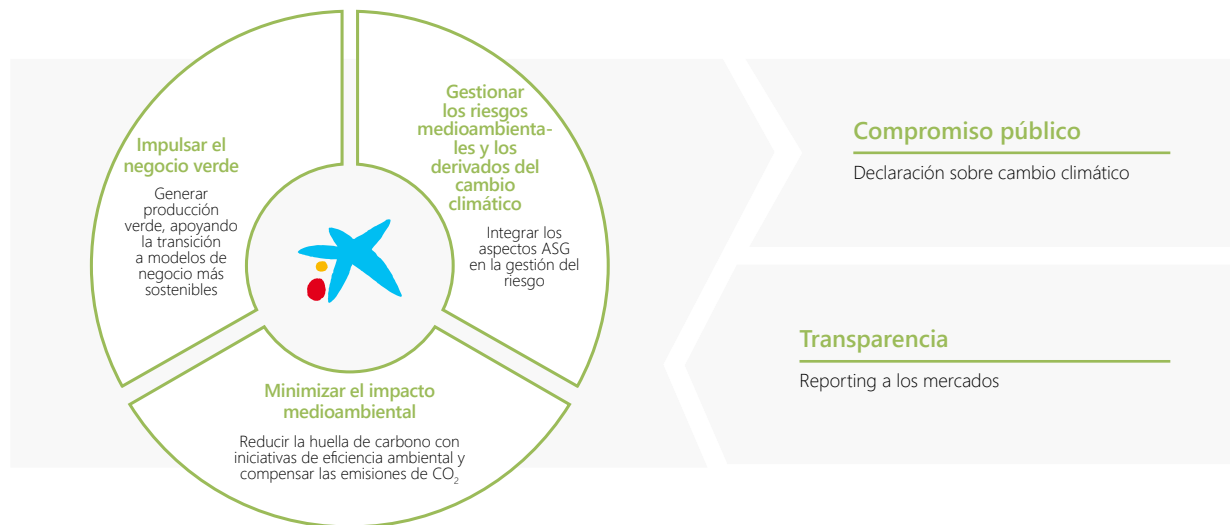 Impulsar el
negocio verde
Generar
producción
verde, apoyando
la transición
a modelos de
negocio más
sostenibles
Gestionar
los riesgos
medioambienta-
les y los
derivados del
cambio
climático
Integrar los
aspectos ASG
en la gestión del
riesgo
Minimizar el impacto
medioambiental
Reducir la huella de carbono con
iniciativas de eficiencia ambiental y
compensar las emisiones de CO₂
Compromiso público
Declaración sobre cambio climático
Transparencia
Reporting a los mercados